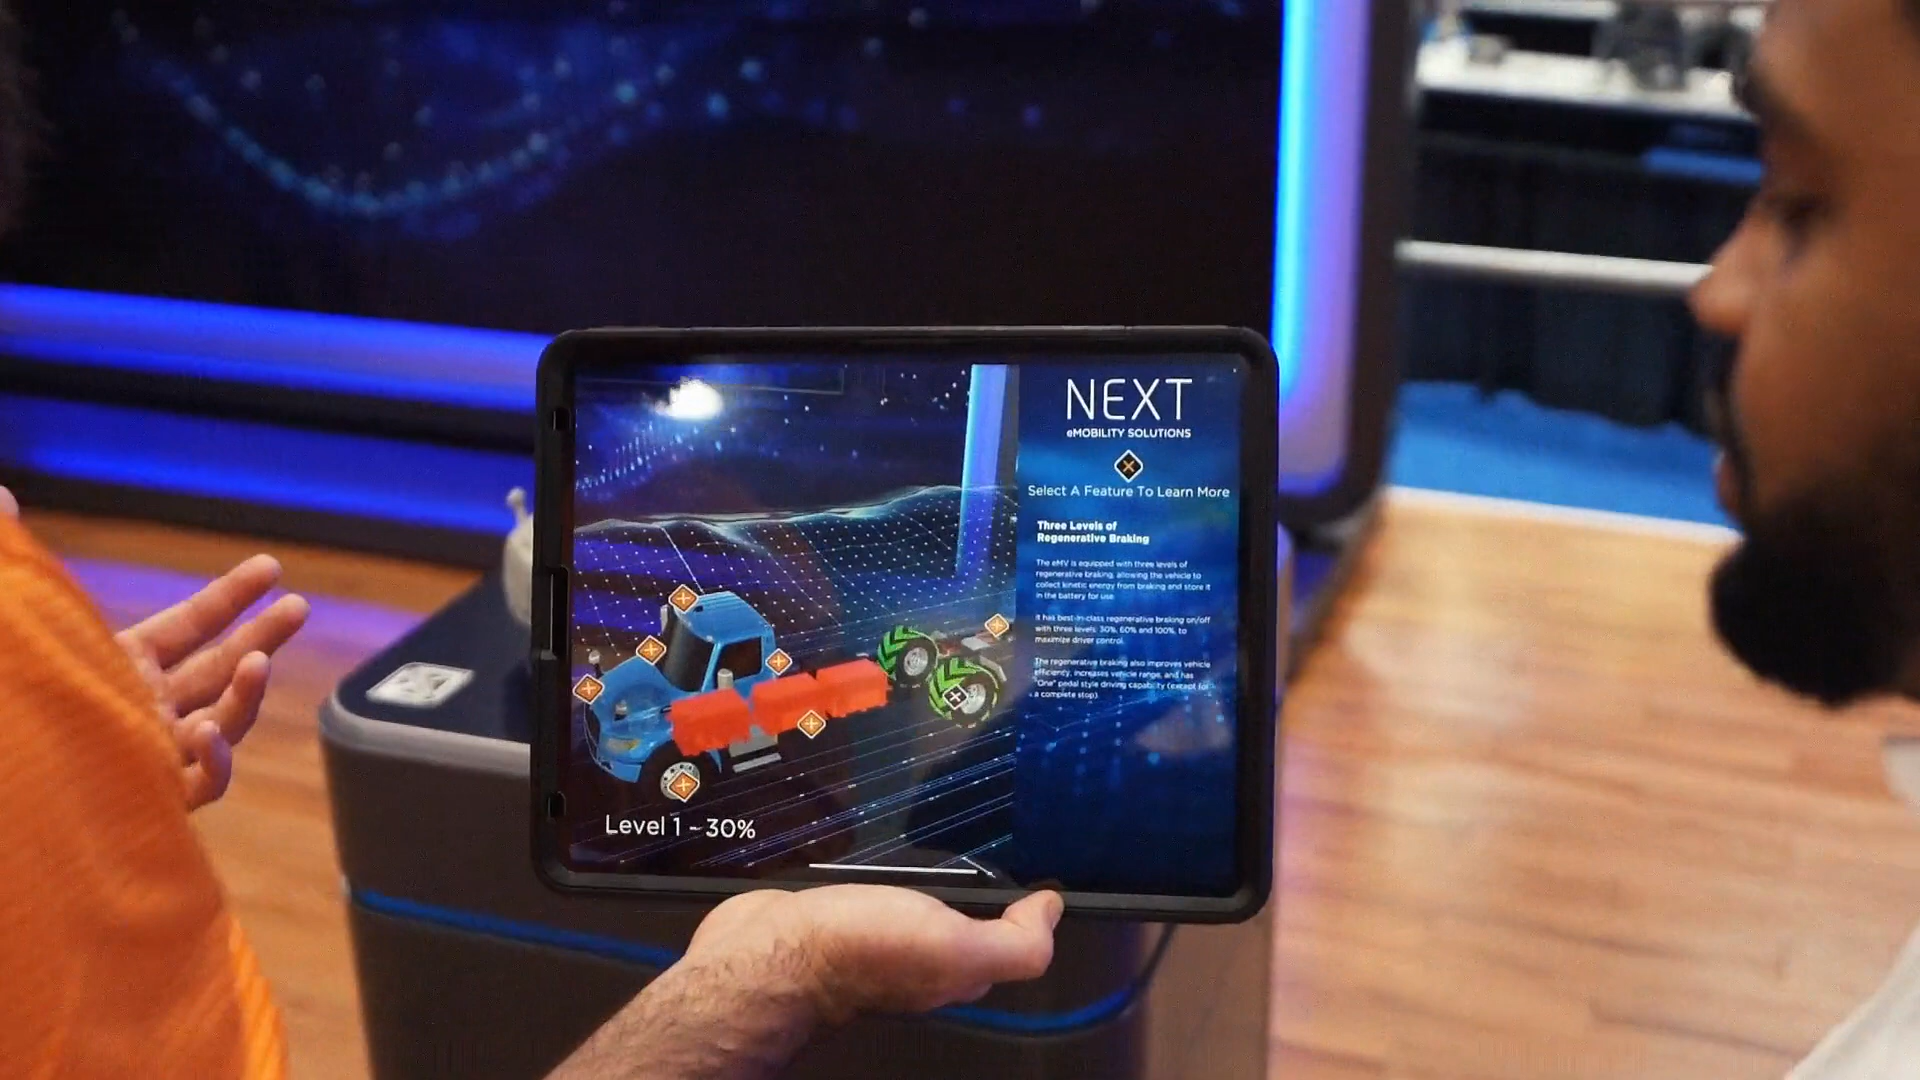 NEXT
eMOBILITY SOLUTIONS
Select A Feature To Learn More
Three Levels of
Regenerative Braking
The eMV is equipped with three levels of
regenerative braking, allowing the vehicle to
collect kinetic energy from braking and store it
in the battery for use.
It has best-in-class regenerative braking on/off
with three levels: 30%, 60% and 100%, to
maximize driver control.
The regenerative braking also improves vehicle
efficiency, increases vehicle range, and has
"One" pedal style driving capability (except for
a complete stop).
Level 1 - 30%